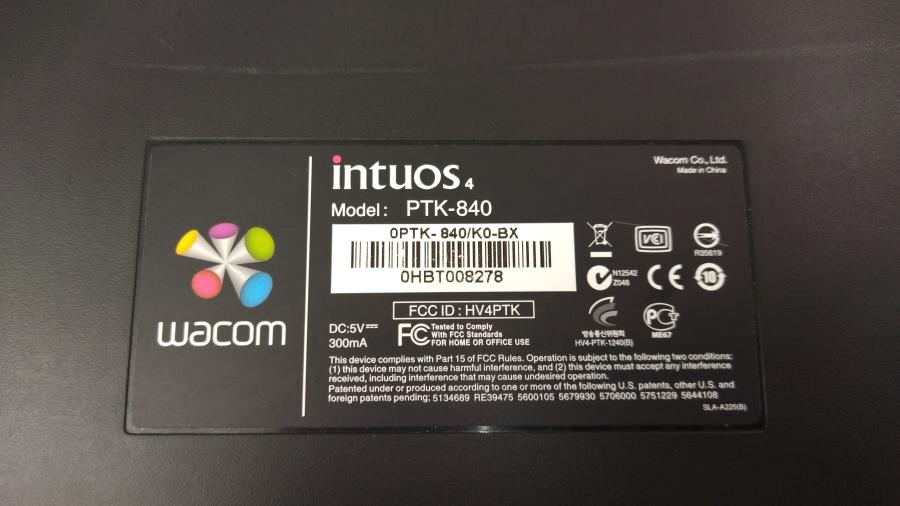 wacom
intuos4
Model: PTK-840
0PTK- 840/K0-BX
0HBT008278
FCC ID : HV4PTK
DC:5V
300mA
FC Tested to Comply
With FCC Standards
FOR HOME OR OFFICE USE
This device complies with Part 15 of FCC Rules. Operation is subject to the following two conditions:
(1) this device may not cause harmful interference, and (2) this device must accept any interference
received, including interference that may cause undesired operation.
Patented under or produced according to one or more of the following U.S. patents, other U.S. and
foreign patents pending; 5134689 RE39475 5600105 5679930 5706000 5751229 5644108
Wacom Co., Ltd.
Made in China
VCI
R35619
N12542
Z048
CE
10
방송통신위원회
HV4-PTK-1240(B)
PCT
ME67
SLA-A225(B)